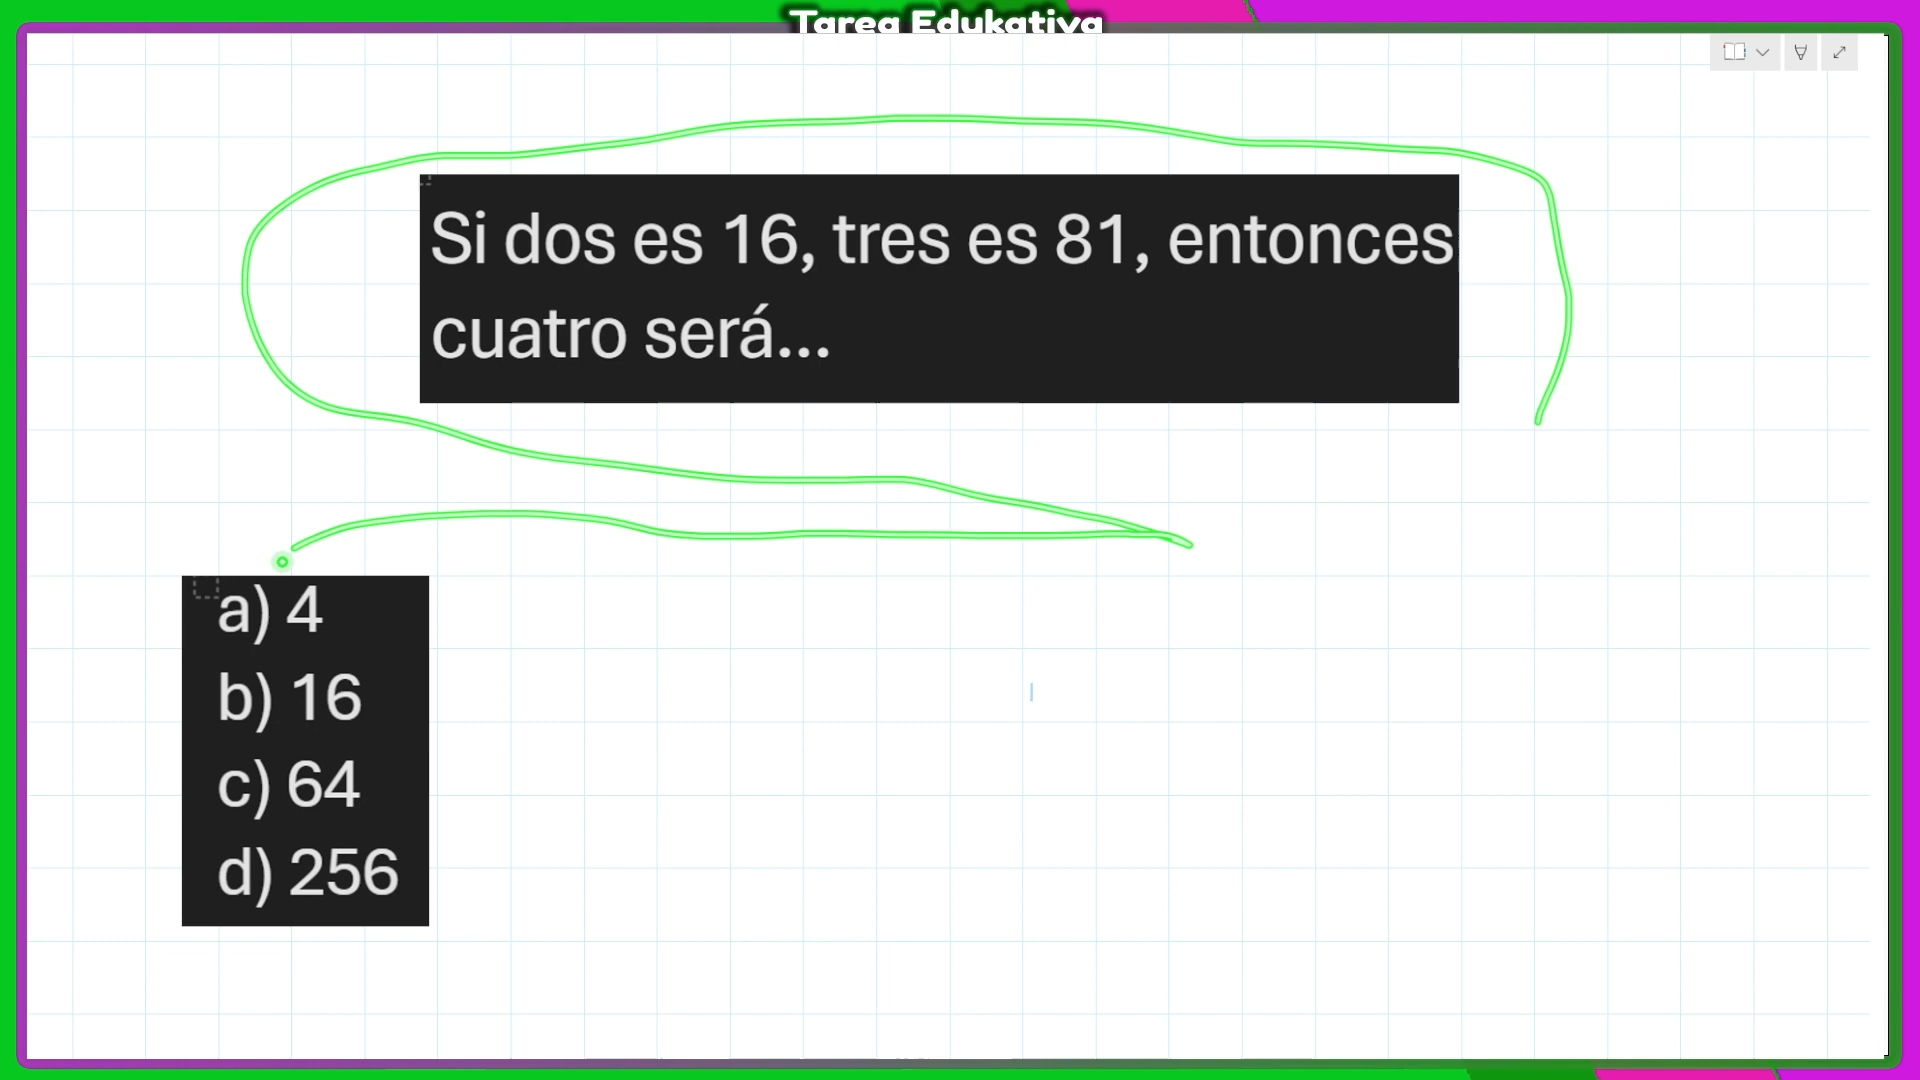 Tarea Edukativa
Si dos es 16, tres es 81, entonces
cuatro será...
a) 4
b) 16
c) 64
d) 256